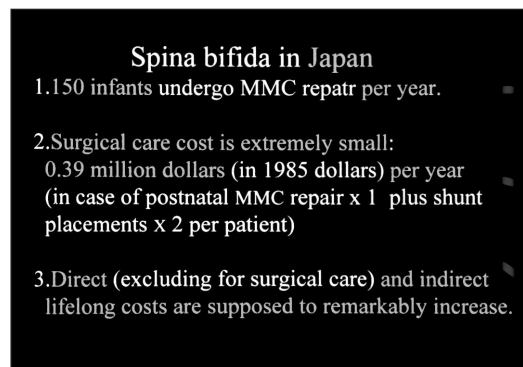 Spina bifida in Japan
1.150 infants undergo MMC repatr per year.
2.Surgical care cost is extremely small:
0.39 million dollars (in 1985 dollars) per year
(in case of postnatal MMC repair x 1 plus shunt
placements x 2 per patient)
3.Direct (excluding for surgical care) and indirect
lifelong costs are supposed to remarkably increase.